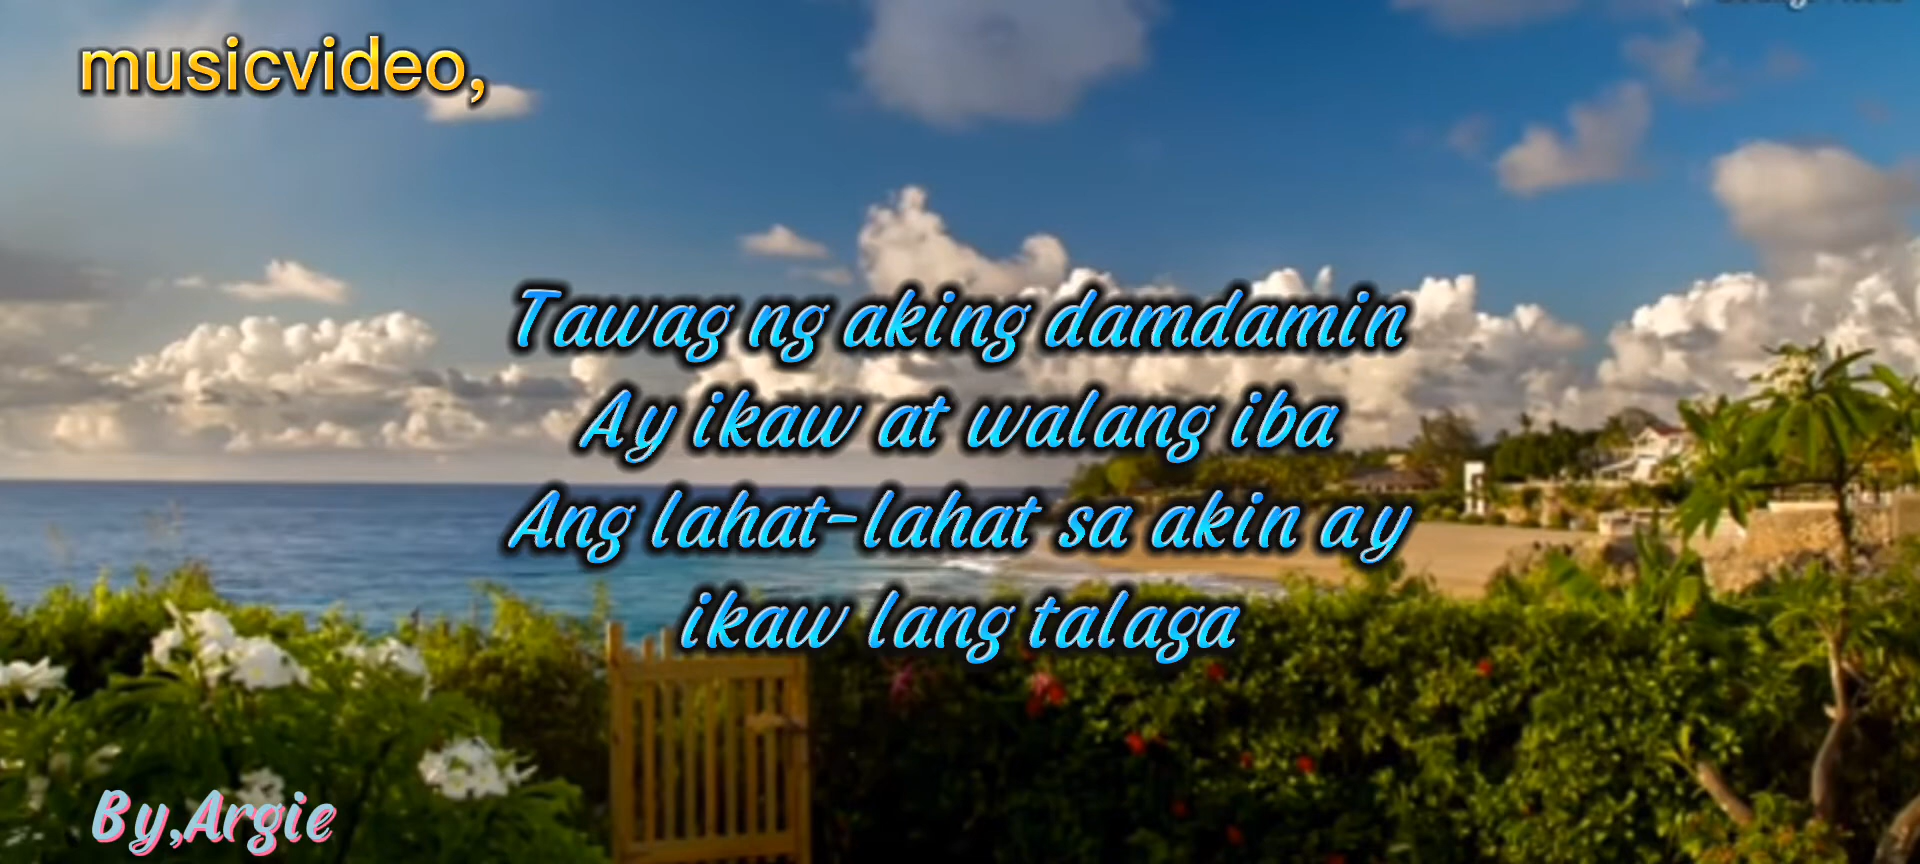 musicvideo,
Tawag ng aking damdamin
Ay ikaw at walang iba
Ang lahat-lahat sa akin ay
ikaw lang talaga
By,Argie